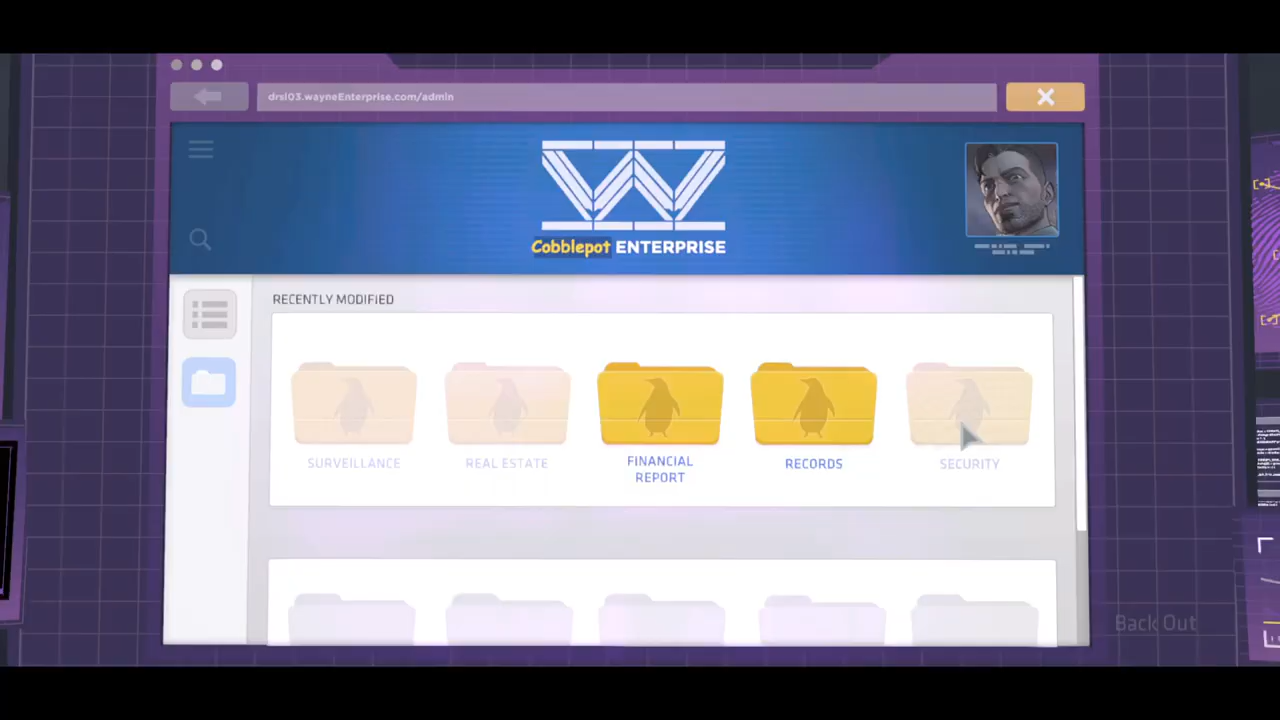 drsl03.wayneEnterprise.com/admin
Cobblepot ENTERPRISE
RECENTLY MODIFIED
SURVEILLANCE
REAL ESTATE
FINANCIAL
REPORT
RECORDS
SECURITY
Back Out